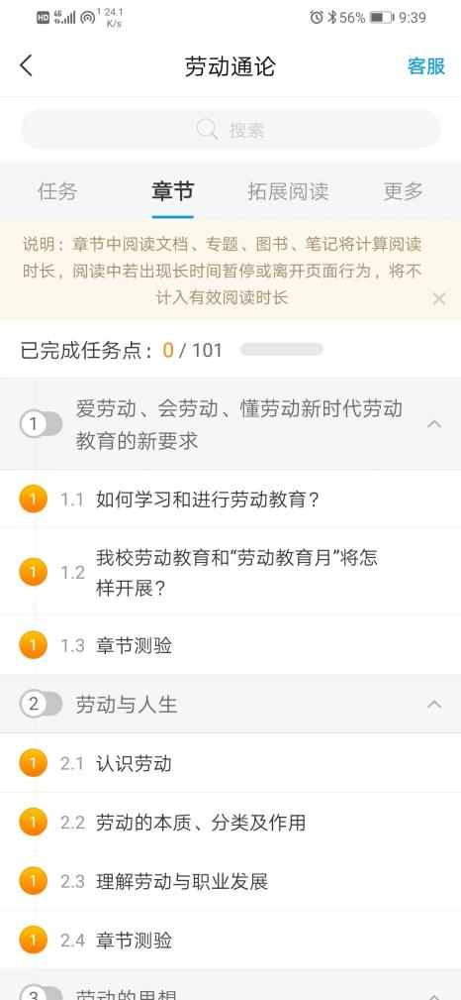 HD 4G 1 24.1 K/s 56% 9:39
劳动通论 客服
搜索
任务 章节 拓展阅读 更多
说明：章节中阅读文档、专题、图书、笔记将计算阅读
时长，阅读中若出现长时间暂停或离开页面行为，将不
计入有效阅读时长
已完成任务点：0 / 101
1 爱劳动、会劳动、懂劳动新时代劳动
教育的新要求
1 1.1 如何学习和进行劳动教育？
1 1.2 我校劳动教育和“劳动教育月”将怎
样开展？
1 1.3 章节测验
2 劳动与人生
1 2.1 认识劳动
1 2.2 劳动的本质、分类及作用
1 2.3 理解劳动与职业发展
1 2.4 章节测验
3 劳动的思想